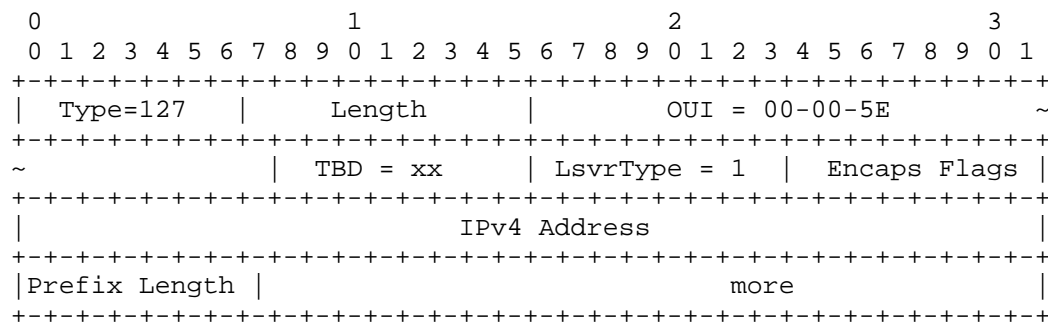 0                   1                   2                   3
 0 1 2 3 4 5 6 7 8 9 0 1 2 3 4 5 6 7 8 9 0 1 2 3 4 5 6 7 8 9 0 1
+-+-+-+-+-+-+-+-+-+-+-+-+-+-+-+-+-+-+-+-+-+-+-+-+-+-+-+-+-+-+-+-+
|  Type=127   |     Length      |        OUI = 00-00-5E         ~
+-+-+-+-+-+-+-+-+-+-+-+-+-+-+-+-+-+-+-+-+-+-+-+-+-+-+-+-+-+-+-+-+
~               |  TBD = xx     | LsvrType = 1  |  Encaps Flags |
+-+-+-+-+-+-+-+-+-+-+-+-+-+-+-+-+-+-+-+-+-+-+-+-+-+-+-+-+-+-+-+-+
|                           IPv4 Address                        |
+-+-+-+-+-+-+-+-+-+-+-+-+-+-+-+-+-+-+-+-+-+-+-+-+-+-+-+-+-+-+-+-+
|Prefix Length |                             more               |
+-+-+-+-+-+-+-+-+-+-+-+-+-+-+-+-+-+-+-+-+-+-+-+-+-+-+-+-+-+-+-+-+